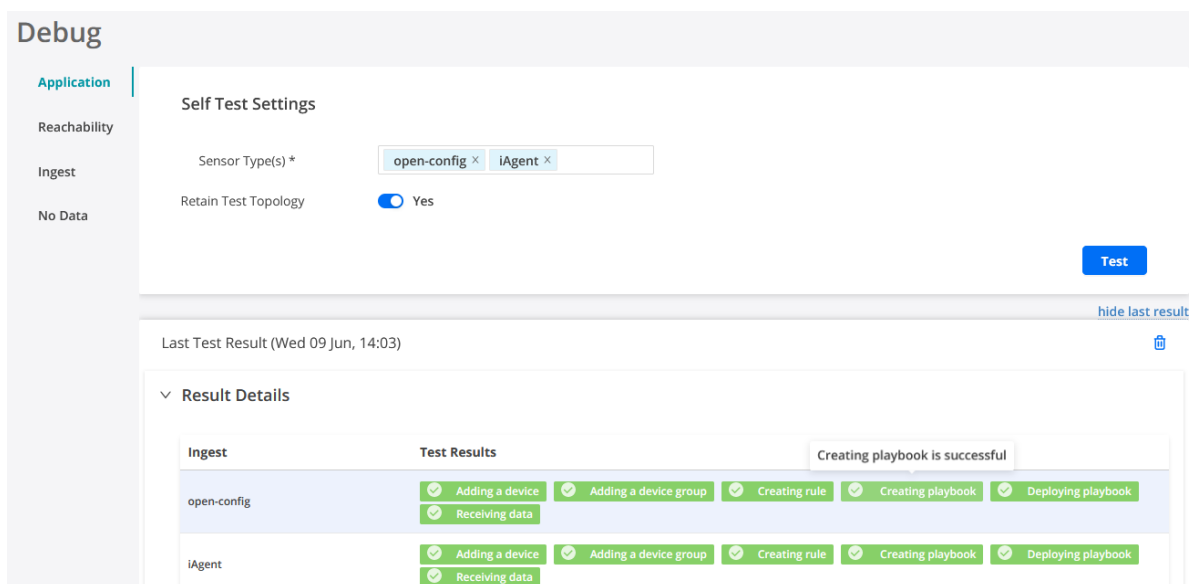 Debug
Application
Reachability
Ingest
No Data
Self Test Settings
Sensor Type(s) * open-config × iAgent ×
Retain Test Topology Yes
Test
hide last result
Last Test Result (Wed 09 Jun, 14:03)
Result Details
Ingest Test Results
Creating playbook is successful
open-config
Adding a device Adding a device group Creating rule Creating playbook Deploying playbook
Receiving data
iAgent
Adding a device Adding a device group Creating rule Creating playbook Deploying playbook
Receiving data